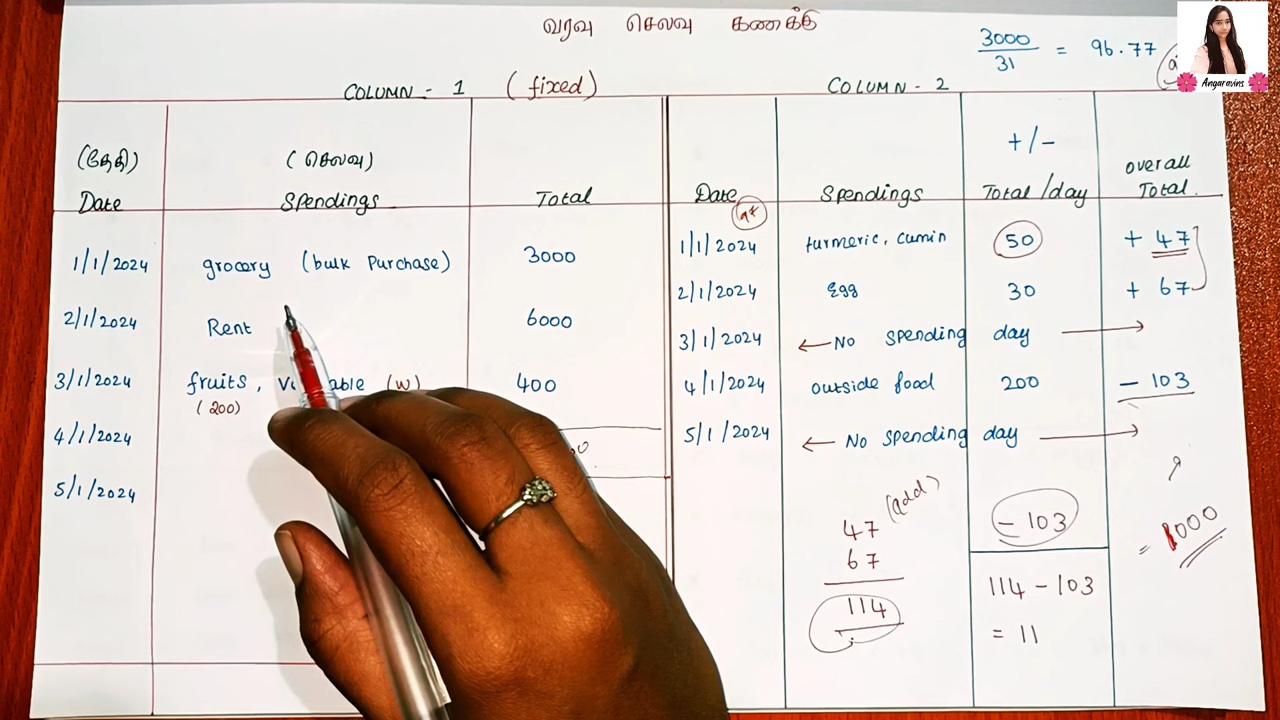 வரவு செலவு கணக்கு
3000/31 = 96.77
Angaravins
COLUMN - 1 (fixed)
COLUMN - 2
(தேதி) Date
(செலவு) Spendings
Total
Date
Spendings
+/- Total/day
overall Total.
1/1/2024 grocery (bulk purchase) 3000
2/1/2024 Rent 6000
3/1/2024 fruits, (W) 400
(200)
4/1/2024
5/1/2024
1/1/2024 turmeric, cumin 50 + 47
2/1/2024 Egg 30 + 67
3/1/2024 ← No spending day →
4/1/2024 outside food 200 - 103
5/1/2024 ← No spending day →
47 (add)
67
114
- 103
114 - 103
= 11
= 1000